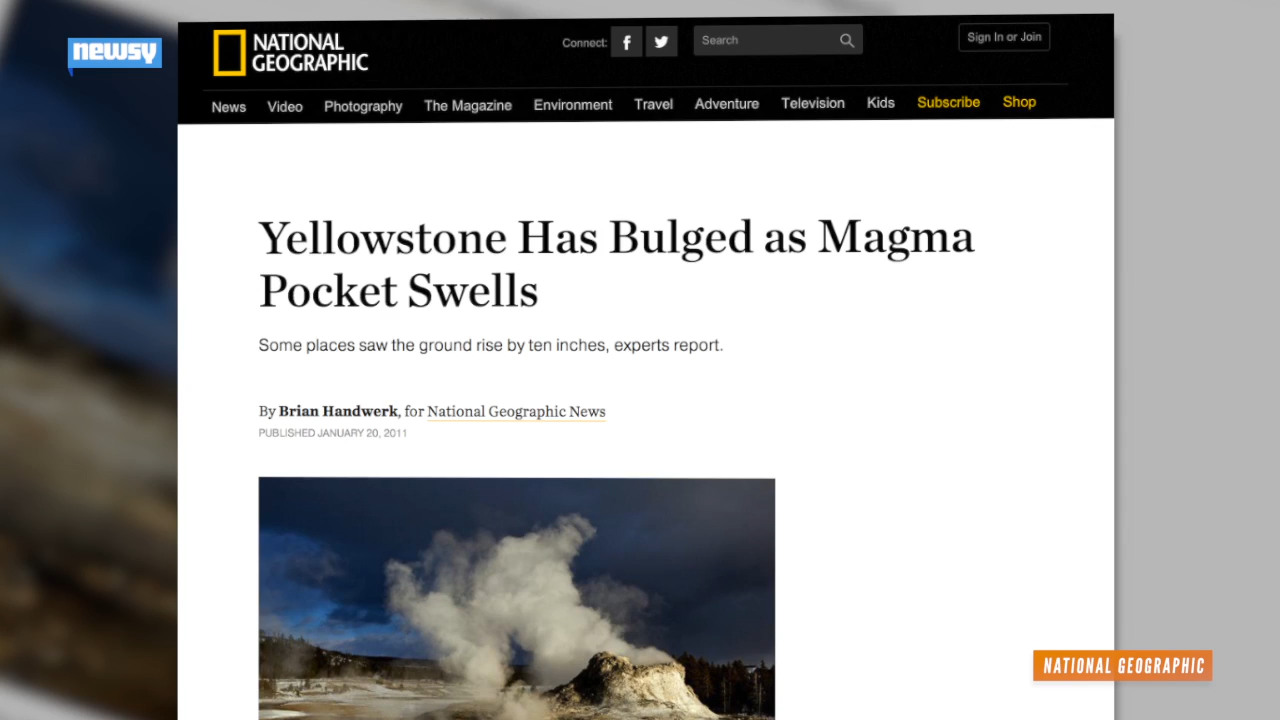 newsy
NATIONAL
GEOGRAPHIC
Connect:
Search
Sign In or Join
News Video Photography The Magazine Environment Travel Adventure Television Kids Subscribe Shop
Yellowstone Has Bulged as Magma
Pocket Swells
Some places saw the ground rise by ten inches, experts report.
By Brian Handwerk, for National Geographic News
PUBLISHED JANUARY 20, 2011
NATIONAL GEOGRAPHIC